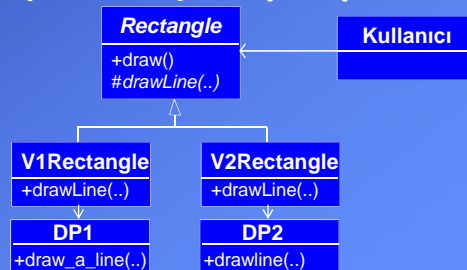 Rectangle
Kullanıcı
+draw()
#drawLine(..)
V1Rectangle
V2Rectangle
+drawLine(..)
+drawLine(..)
DP1
DP2
+draw_a_line(..)
+drawline(..)